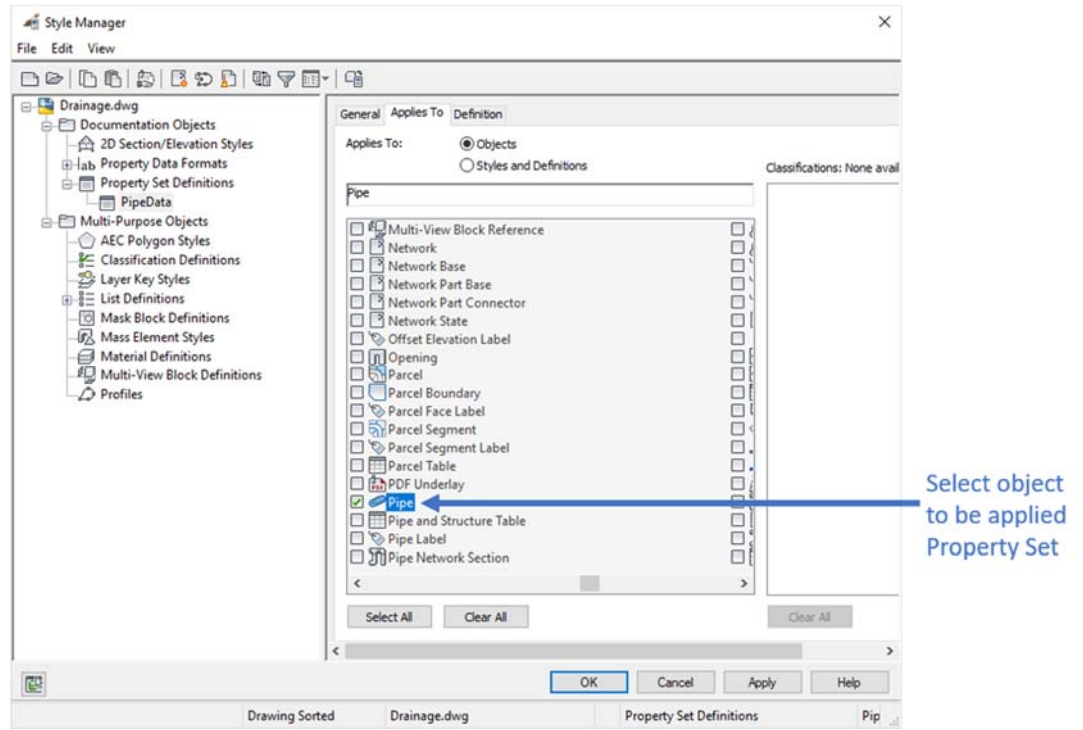 Style Manager
File Edit View
Drainage.dwg
Documentation Objects
2D Section/Elevation Styles
Property Data Formats
Property Set Definitions
PipeData
Multi-Purpose Objects
AEC Polygon Styles
Classification Definitions
Layer Key Styles
List Definitions
Mask Block Definitions
Mass Element Styles
Material Definitions
Multi-View Block Definitions
Profiles
General Applies To Definition
Applies To: Objects
Styles and Definitions
Classifications: None avail
Pipe
Multi-View Block Reference
Network
Network Base
Network Part Base
Network Part Connector
Network State
Offset Elevation Label
Opening
Parcel
Parcel Boundary
Parcel Face Label
Parcel Segment
Parcel Segment Label
Parcel Table
PDF Underlay
Pipe
Pipe and Structure Table
Pipe Label
Pipe Network Section
Select All Clear All
Clear All
OK Cancel Apply Help
Drawing Sorted Drainage.dwg Property Set Definitions Pip
Select object
to be applied
Property Set